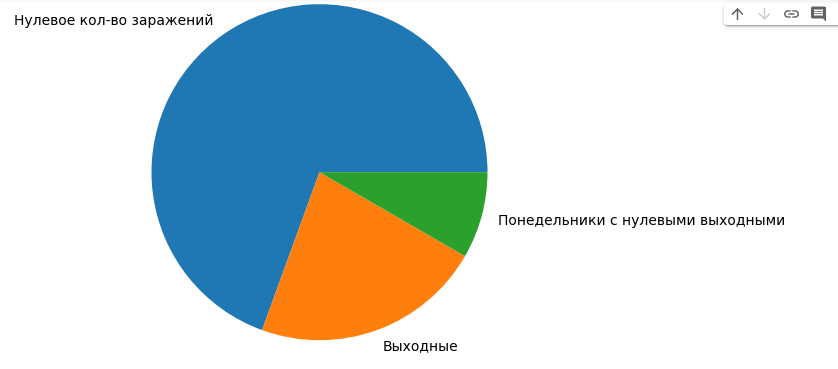 Нулевое кол-во заражений
Понедельники с нулевыми выходными
Выходные